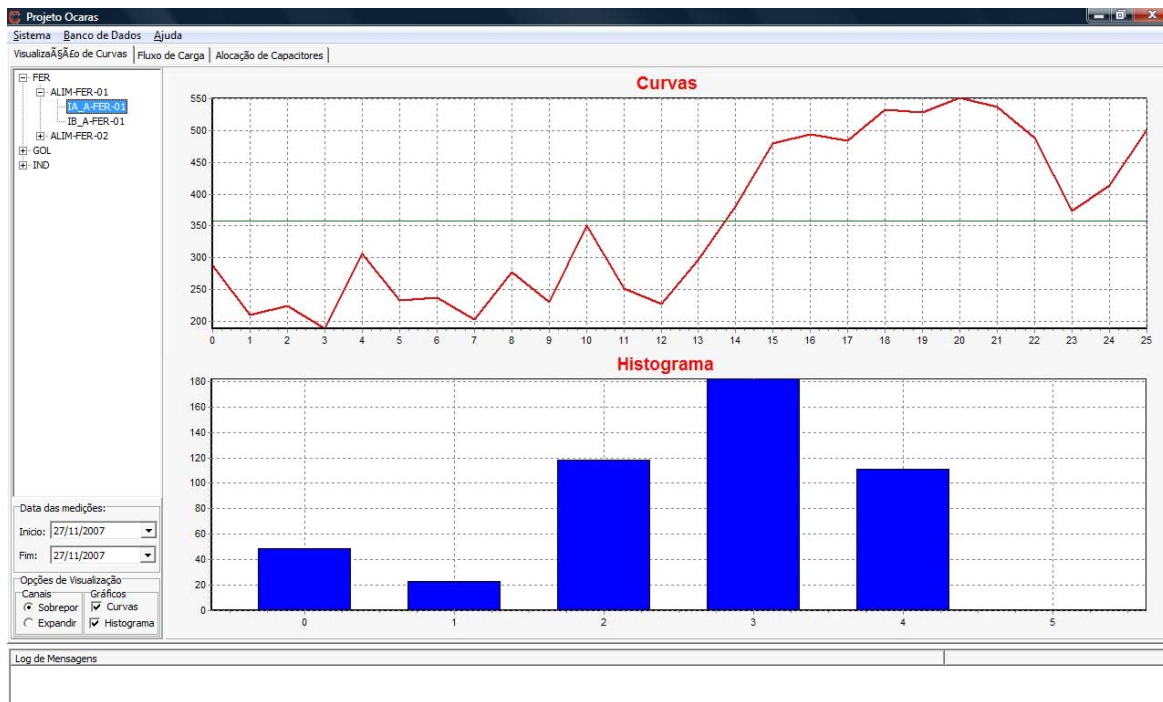 Projeto Ocaras
Sistema Banco de Dados Ajuda
VisualizaÃ§Ã£o de Curvas Fluxo de Carga Alocação de Capacitores
FER
ALIM-FER-01
IA_A-FER-01
IB_A-FER-01
ALIM-FER-02
GOL
IND
Data das medições:
Inicio: 27/11/2007
Fim: 27/11/2007
Opções de Visualização
Canais Gráficos
Sobrepor Curvas
Expandir Histograma
Curvas
550
500
450
400
350
300
250
200
0 1 2 3 4 5 6 7 8 9 10 11 12 13 14 15 16 17 18 19 20 21 22 23 24 25
Histograma
180
160
140
120
100
80
60
40
20
0
0 1 2 3 4 5
Log de Mensagens